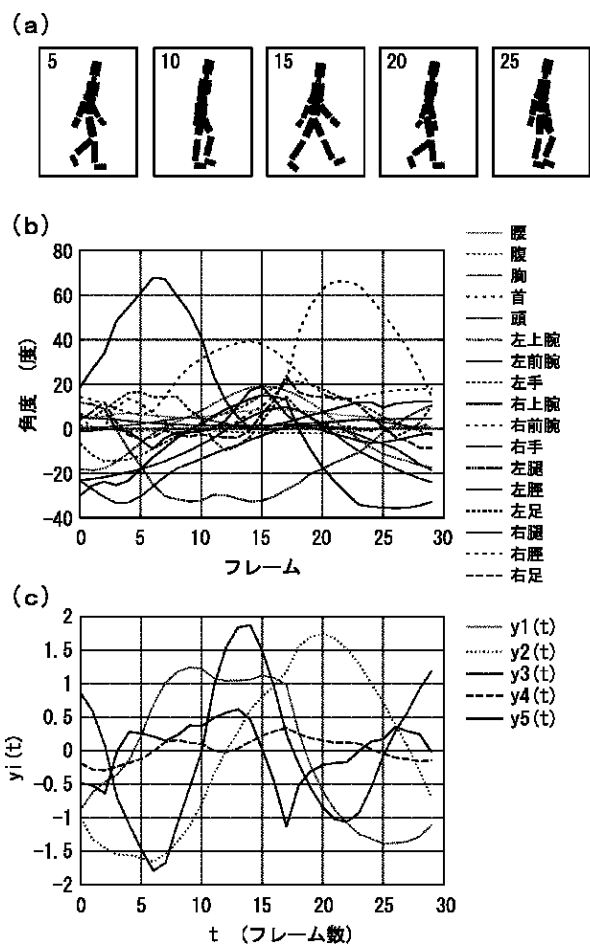 (a)
5
10
15
20
25
(b)
80
60
40
20
0
-20
-40
0
5
10
15
20
25
30
角度 (度)
フレーム
腰
腹
胸
首
頭
左上腕
左前腕
左手
右上腕
右前腕
右手
左腿
左脛
左足
右腿
右脛
右足
(c)
2
1.5
1
0.5
0
-0.5
-1
-1.5
-2
0
5
10
15
20
25
30
yi(t)
t (フレーム数)
y1(t)
y2(t)
y3(t)
y4(t)
y5(t)